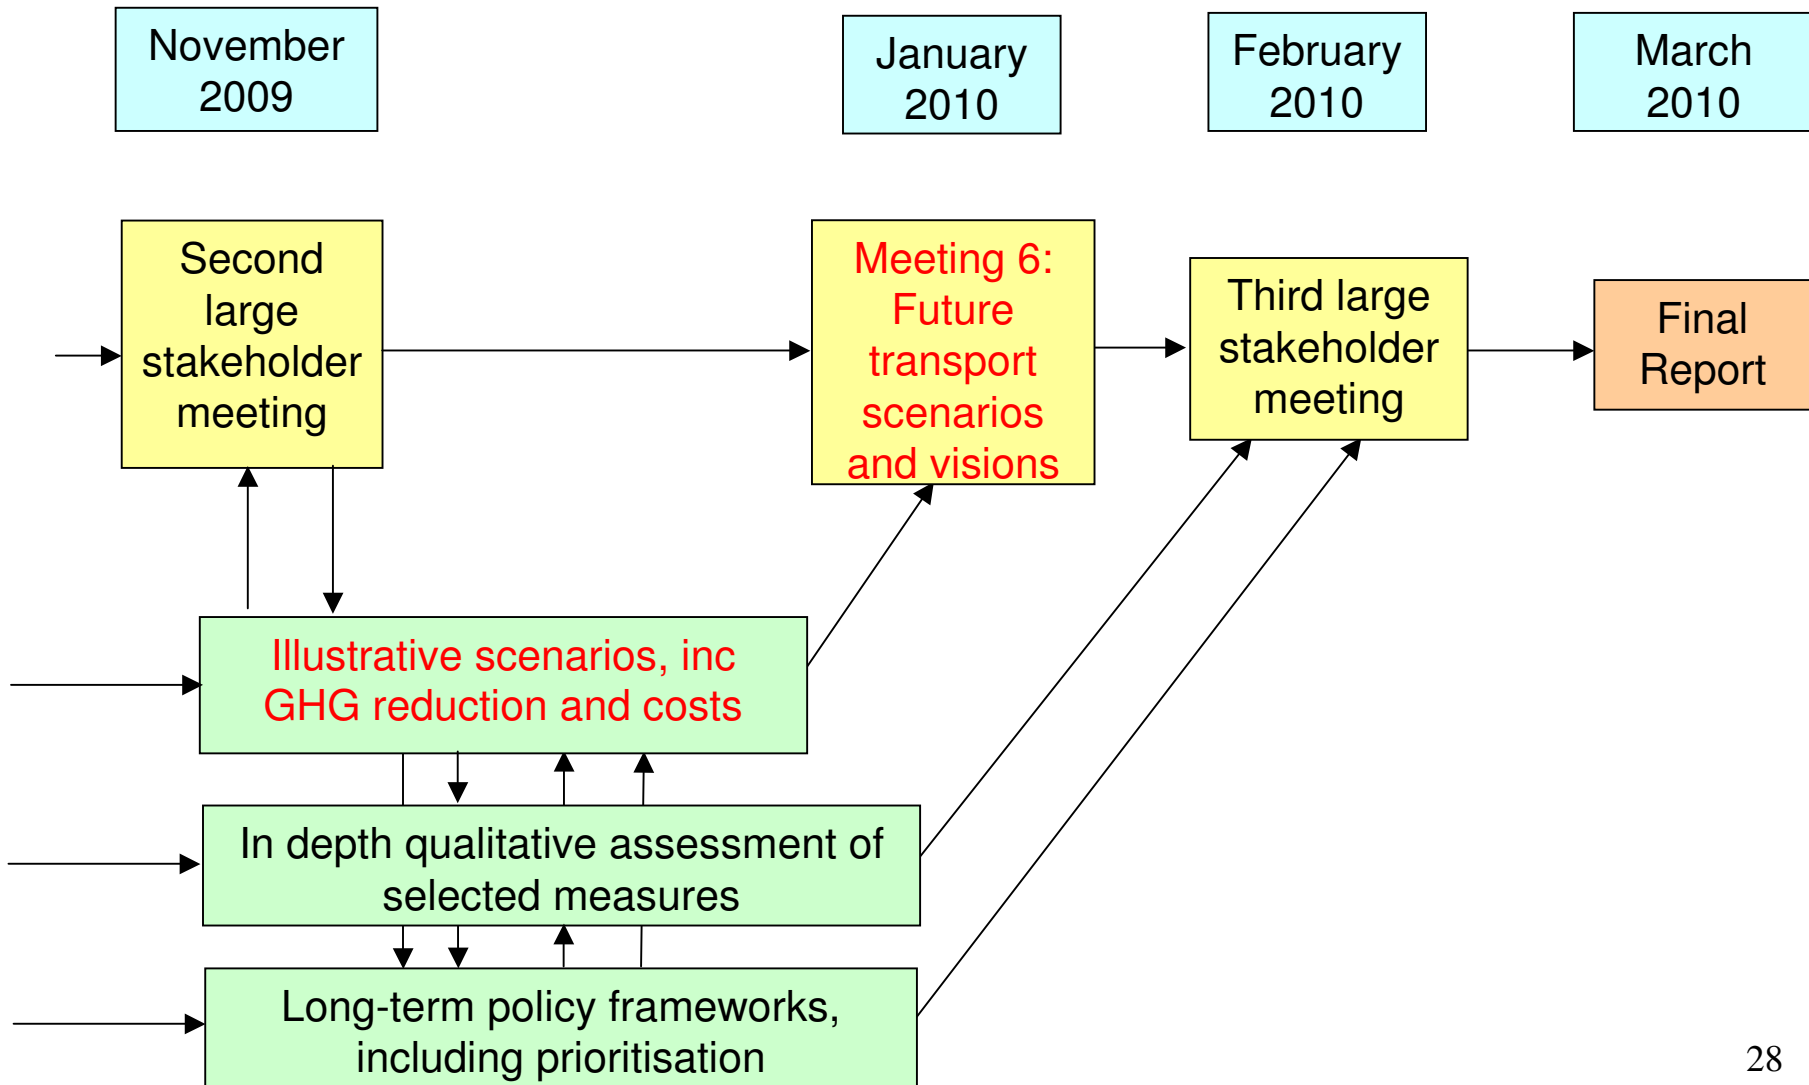 November
2009
January
2010
February
2010
March
2010
Second
large
stakeholder
meeting
Meeting 6:
Future
transport
scenarios
and visions
Third large
stakeholder
meeting
Final
Report
Illustrative scenarios, inc
GHG reduction and costs
In depth qualitative assessment of
selected measures
Long-term policy frameworks,
including prioritisation
28